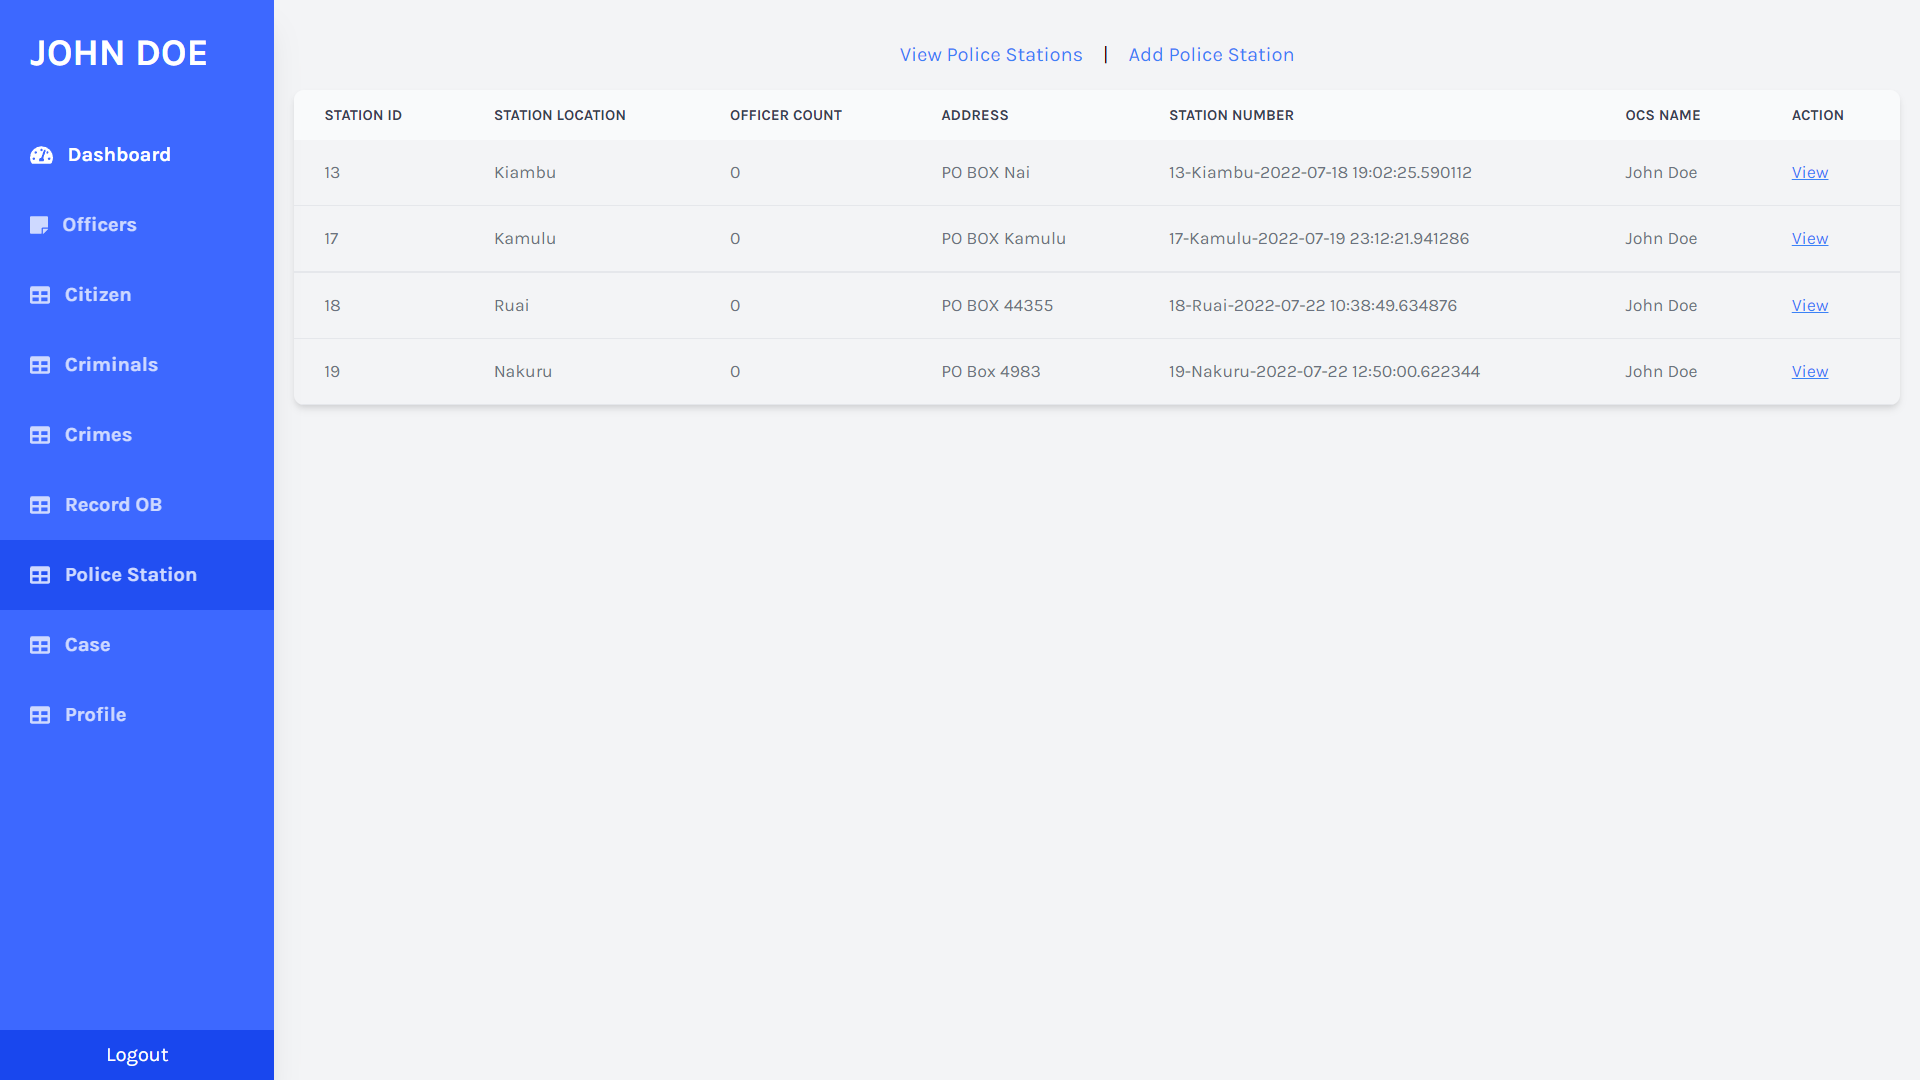 JOHN DOE
Dashboard
Officers
Citizen
Criminals
Crimes
Record OB
Police Station
Case
Profile
Logout
View Police Stations | Add Police Station
STATION ID STATION LOCATION OFFICER COUNT ADDRESS STATION NUMBER OCS NAME ACTION
13 Kiambu 0 PO BOX Nai 13-Kiambu-2022-07-18 19:02:25.590112 John Doe View
17 Kamulu 0 PO BOX Kamulu 17-Kamulu-2022-07-19 23:12:21.941286 John Doe View
18 Ruai 0 PO BOX 44355 18-Ruai-2022-07-22 10:38:49.634876 John Doe View
19 Nakuru 0 PO Box 4983 19-Nakuru-2022-07-22 12:50:00.622344 John Doe View